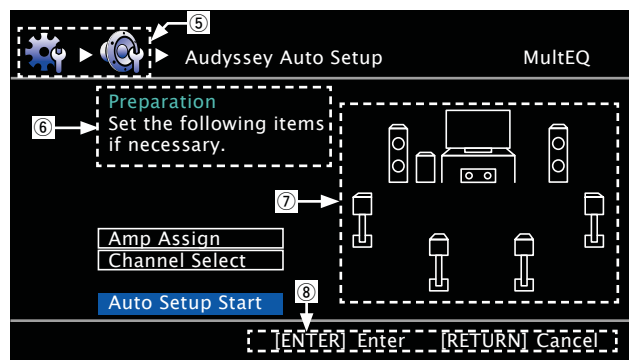 ⑤
Audyssey Auto Setup MultEQ
Preparation
⑥ Set the following items
if necessary.
⑦
Amp Assign
Channel Select
⑧
Auto Setup Start
[ENTER] Enter [RETURN] Cancel